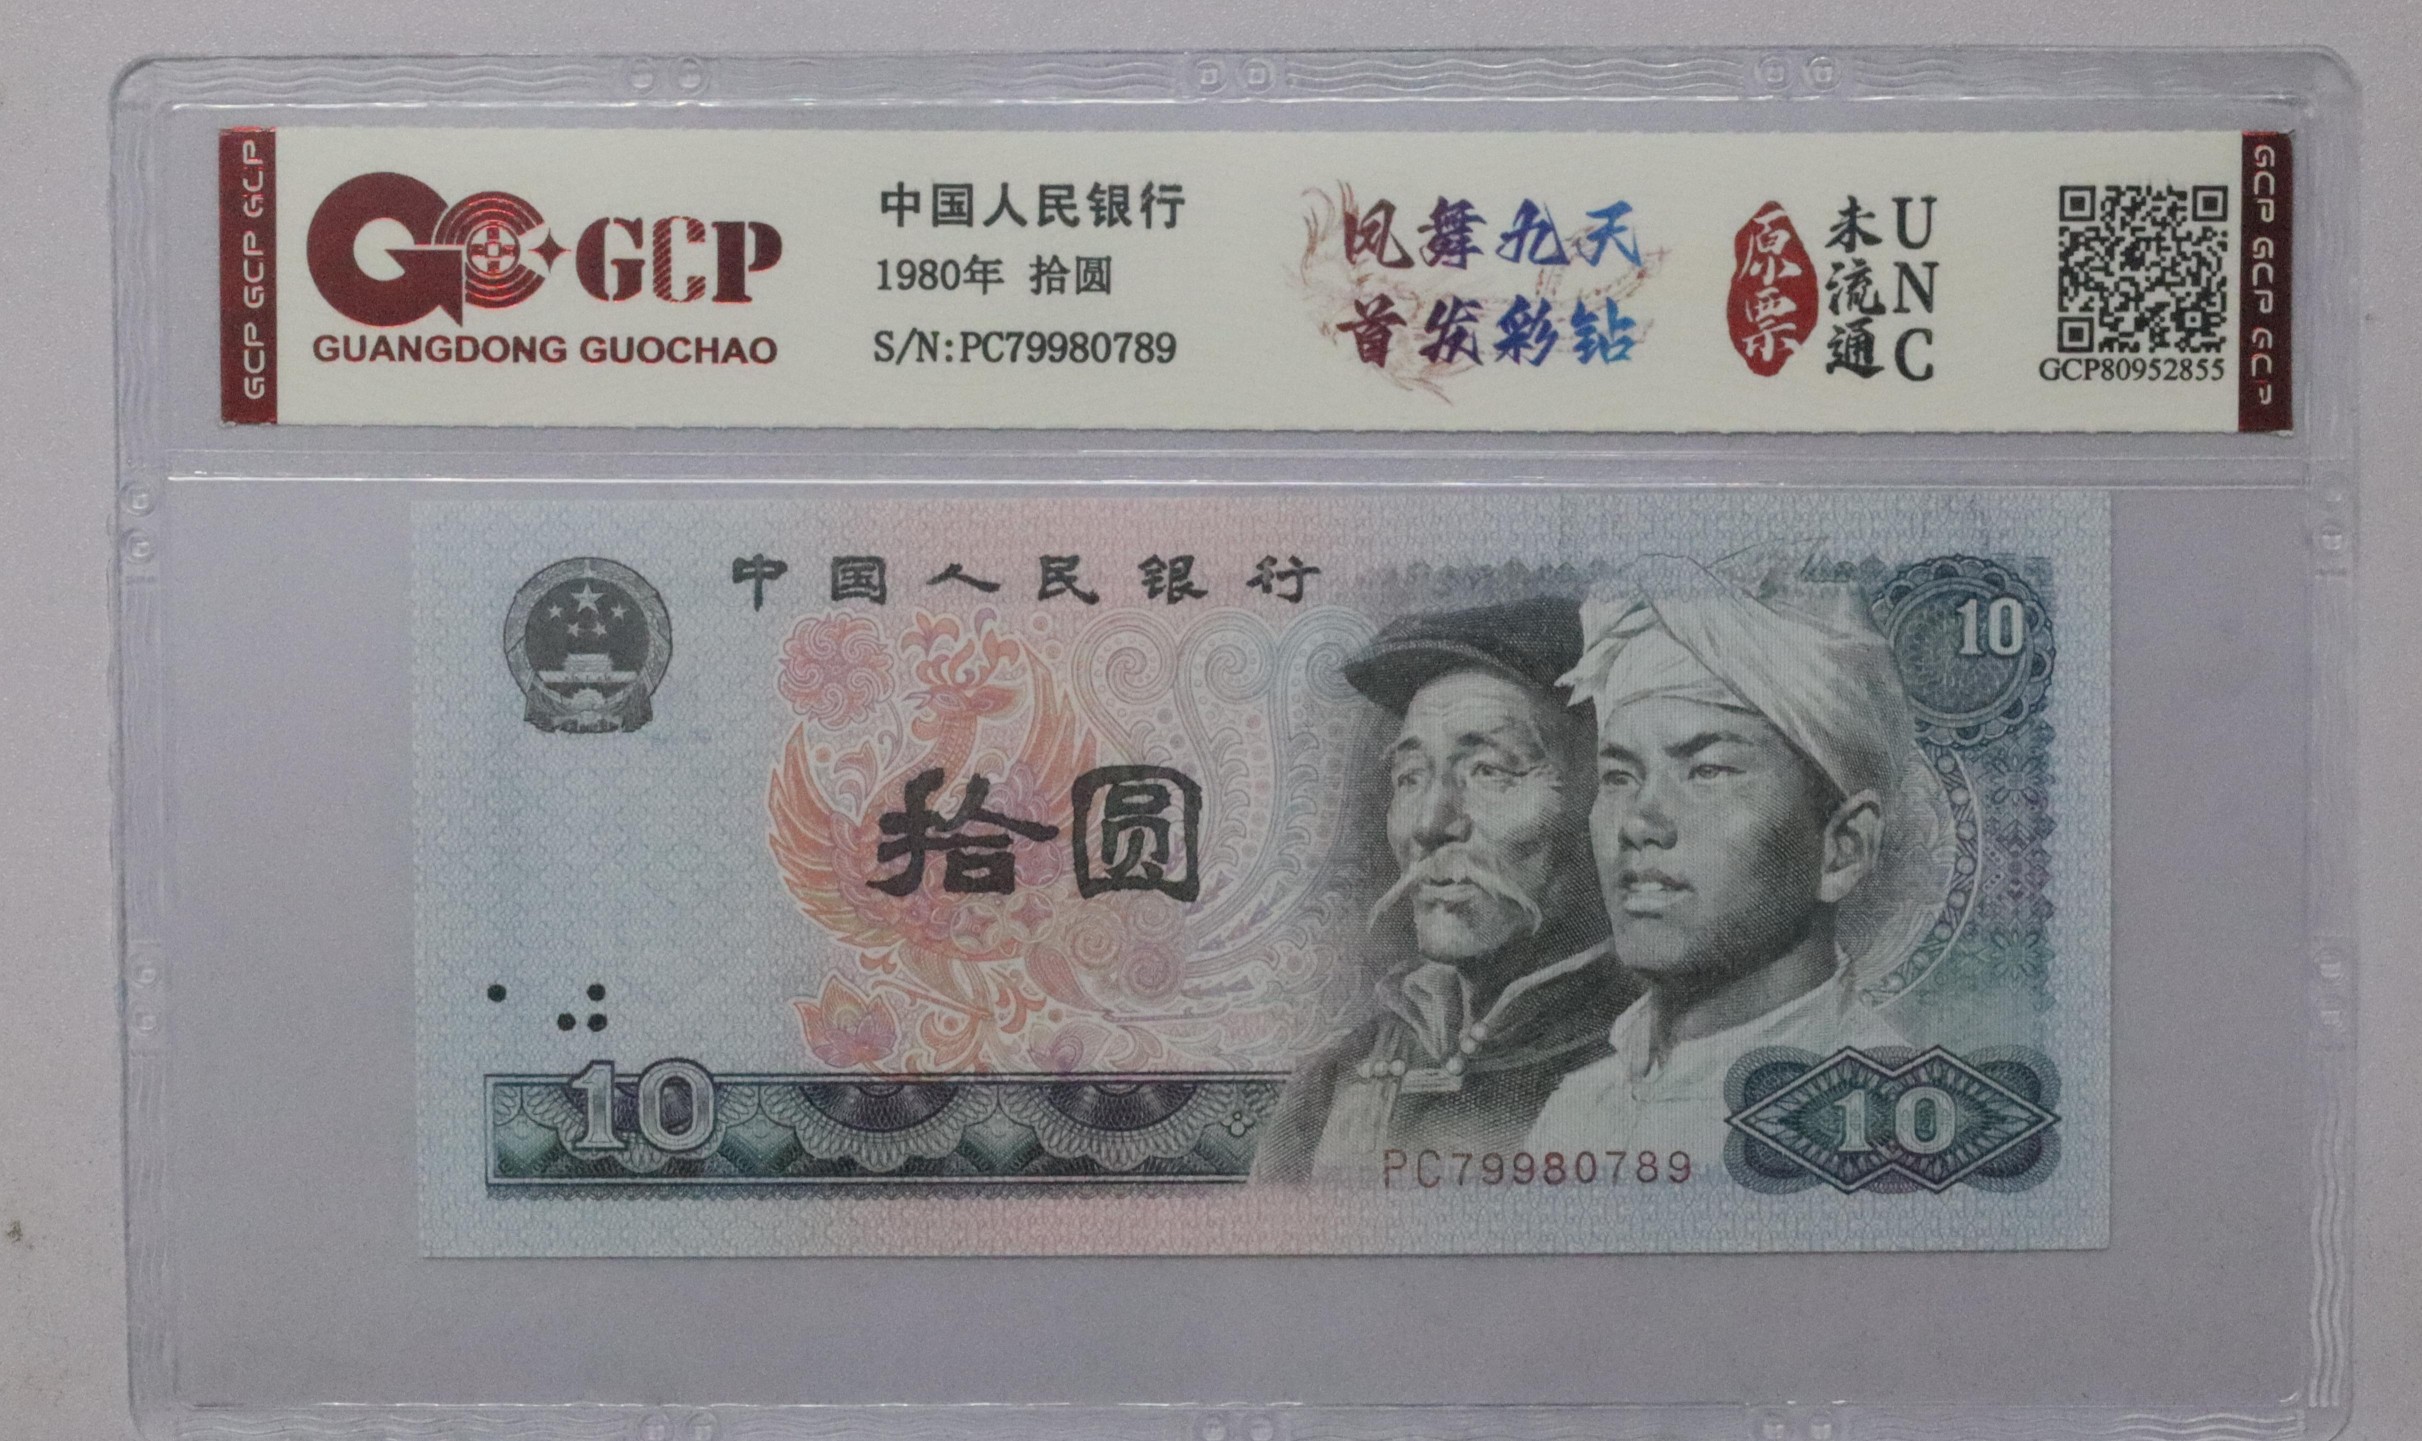 GCP GCP GCP
GCP
GUANGDONG GUOCHAO
中国人民银行
1980年 拾圆
S/N:PC79980789
凤舞九天
首发彩钻
原票
未流通
UNC
GCP80952855
GCP GCP GCP
中国人民银行
10
拾圆
10
PC79980789
10